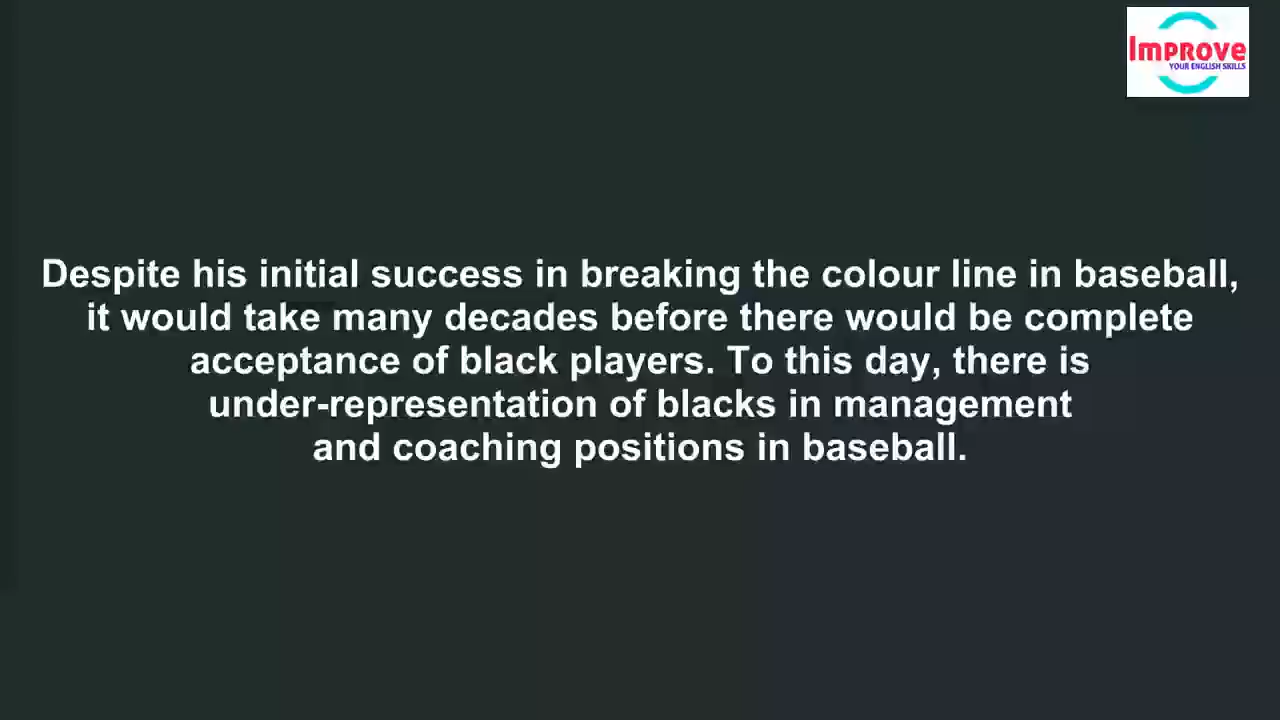 Improve
YOUR ENGLISH SKILLS
Despite his initial success in breaking the colour line in baseball,
it would take many decades before there would be complete
acceptance of black players. To this day, there is
under-representation of blacks in management
and coaching positions in baseball.